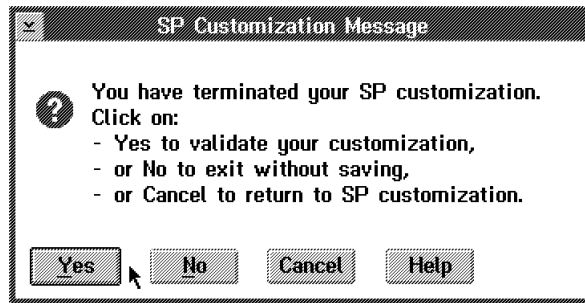 SP Customization Message
You have terminated your SP customization.
Click on:
- Yes to validate your customization,
- or No to exit without saving,
- or Cancel to return to SP customization.
Yes No Cancel Help